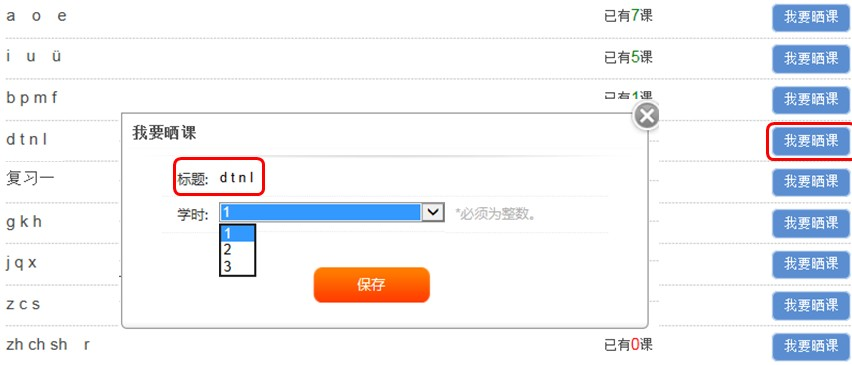 a o e 已有7课 我要晒课
i u ü 已有5课 我要晒课
b p m f 已有1课 我要晒课
d t n l 我要晒课
复习一 我要晒课
g k h 我要晒课
j q x 我要晒课
z c s 我要晒课
zh ch sh r 已有0课 我要晒课
我要晒课
标题: d t n l
学时: 1 *必须为整数。
1
2
3
保存